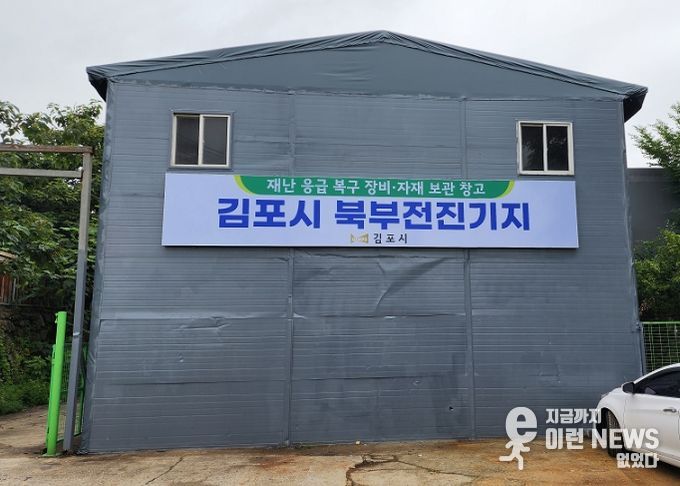 재난 응급 복구 장비·자재 보관 창고
김포시 북부전진기지
김포시
지금까지
이런 NEWS
없었다